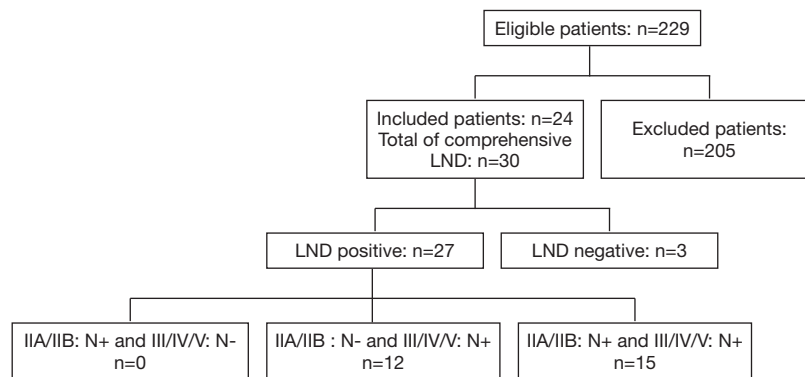 Eligible patients: n=229
Included patients: n=24
Total of comprehensive
LND: n=30
Excluded patients:
n=205
LND positive: n=27
LND negative: n=3
IIA/IIB: N+ and III/IV/V: N-
n=0
IIA/IIB : N- and III/IV/V: N+
n=12
IIA/IIB: N+ and III/IV/V: N+
n=15